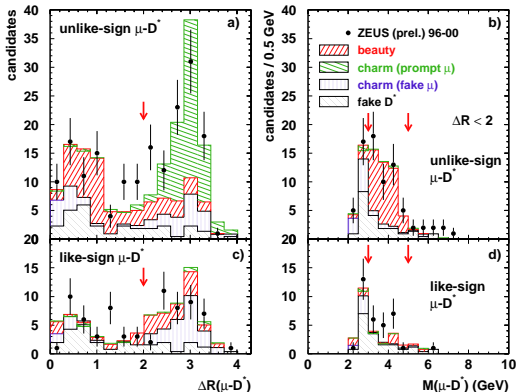 candidates
unlike-sign μ-D*
a)
40
35
30
25
20
15
10
5
20
c)
like-sign
μ-D*
15
10
5
0
0 1 2 3 4
ΔR(μ-D*)
candidates / 0.5 GeV
b)
ZEUS (prel.) 96-00
beauty
charm (prompt μ)
charm (fake μ)
fake D*
ΔR < 2
unlike-sign
μ-D*
40
35
30
25
20
15
10
5
20
d)
like-sign
μ-D*
15
10
5
0
2 4 6 8 10
M(μ-D*) (GeV)